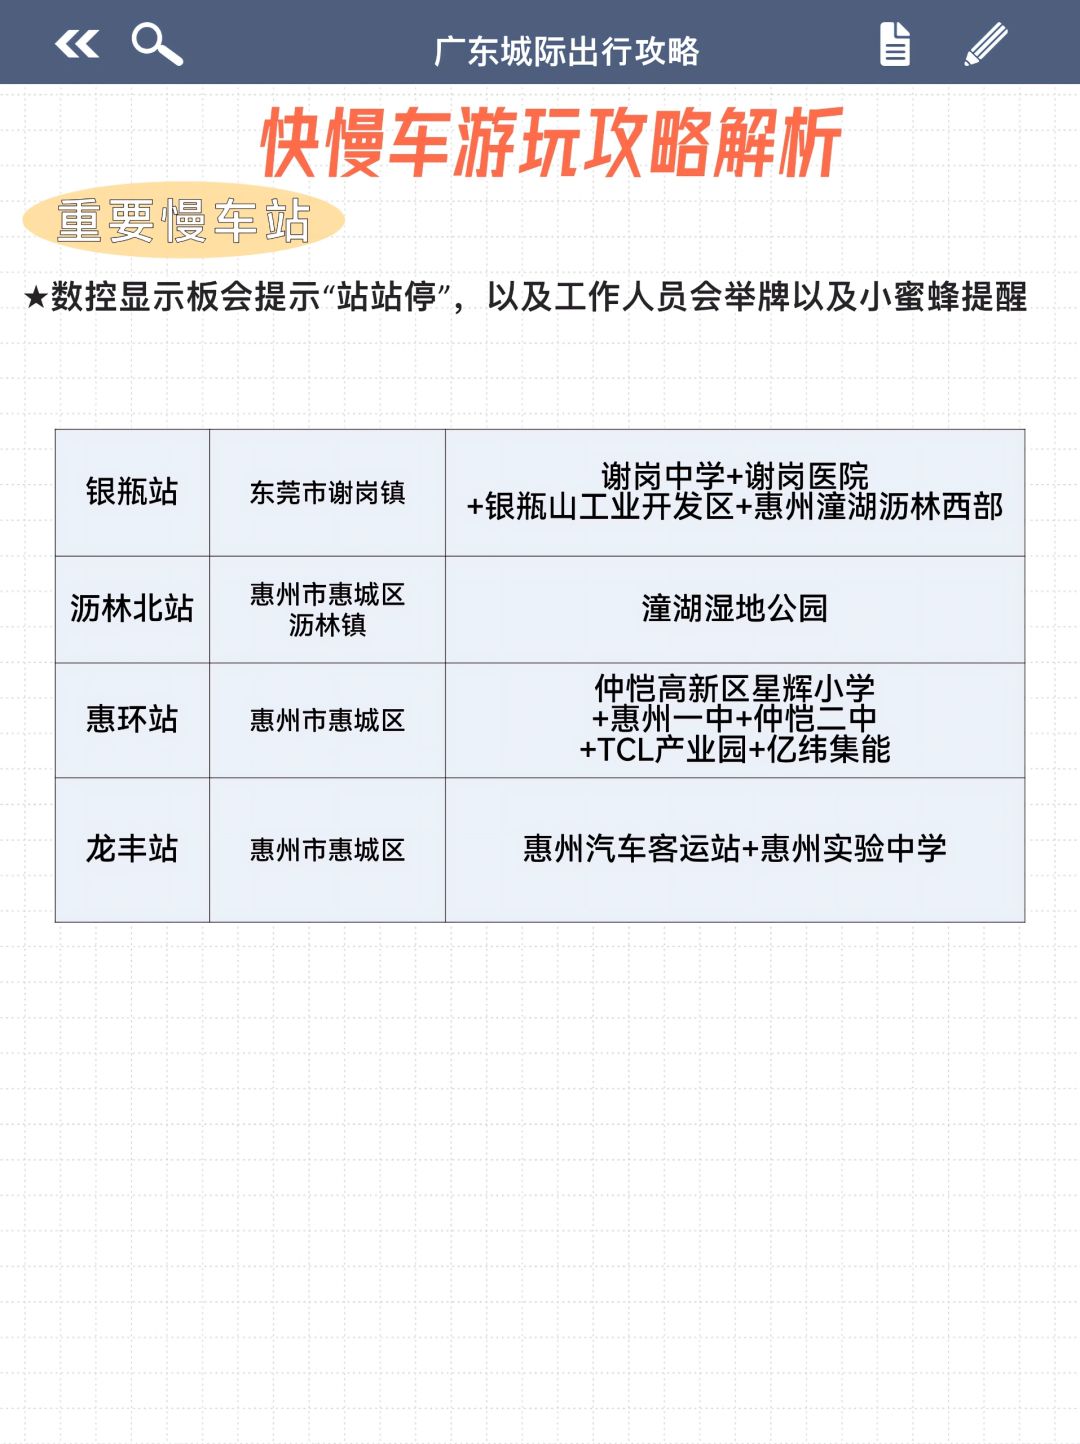 广东城际出行攻略
快慢车游玩攻略解析
重要慢车站
★数控显示板会提示“站站停”，以及工作人员会举牌以及小蜜蜂提醒
银瓶站
东莞市谢岗镇
谢岗中学+谢岗医院
+银瓶山工业开发区+惠州潼湖沥林西部
沥林北站
惠州市惠城区
沥林镇
潼湖湿地公园
惠环站
惠州市惠城区
仲恺高新区星辉小学
+惠州一中+仲恺二中
+TCL产业园+亿纬集能
龙丰站
惠州市惠城区
惠州汽车客运站+惠州实验中学